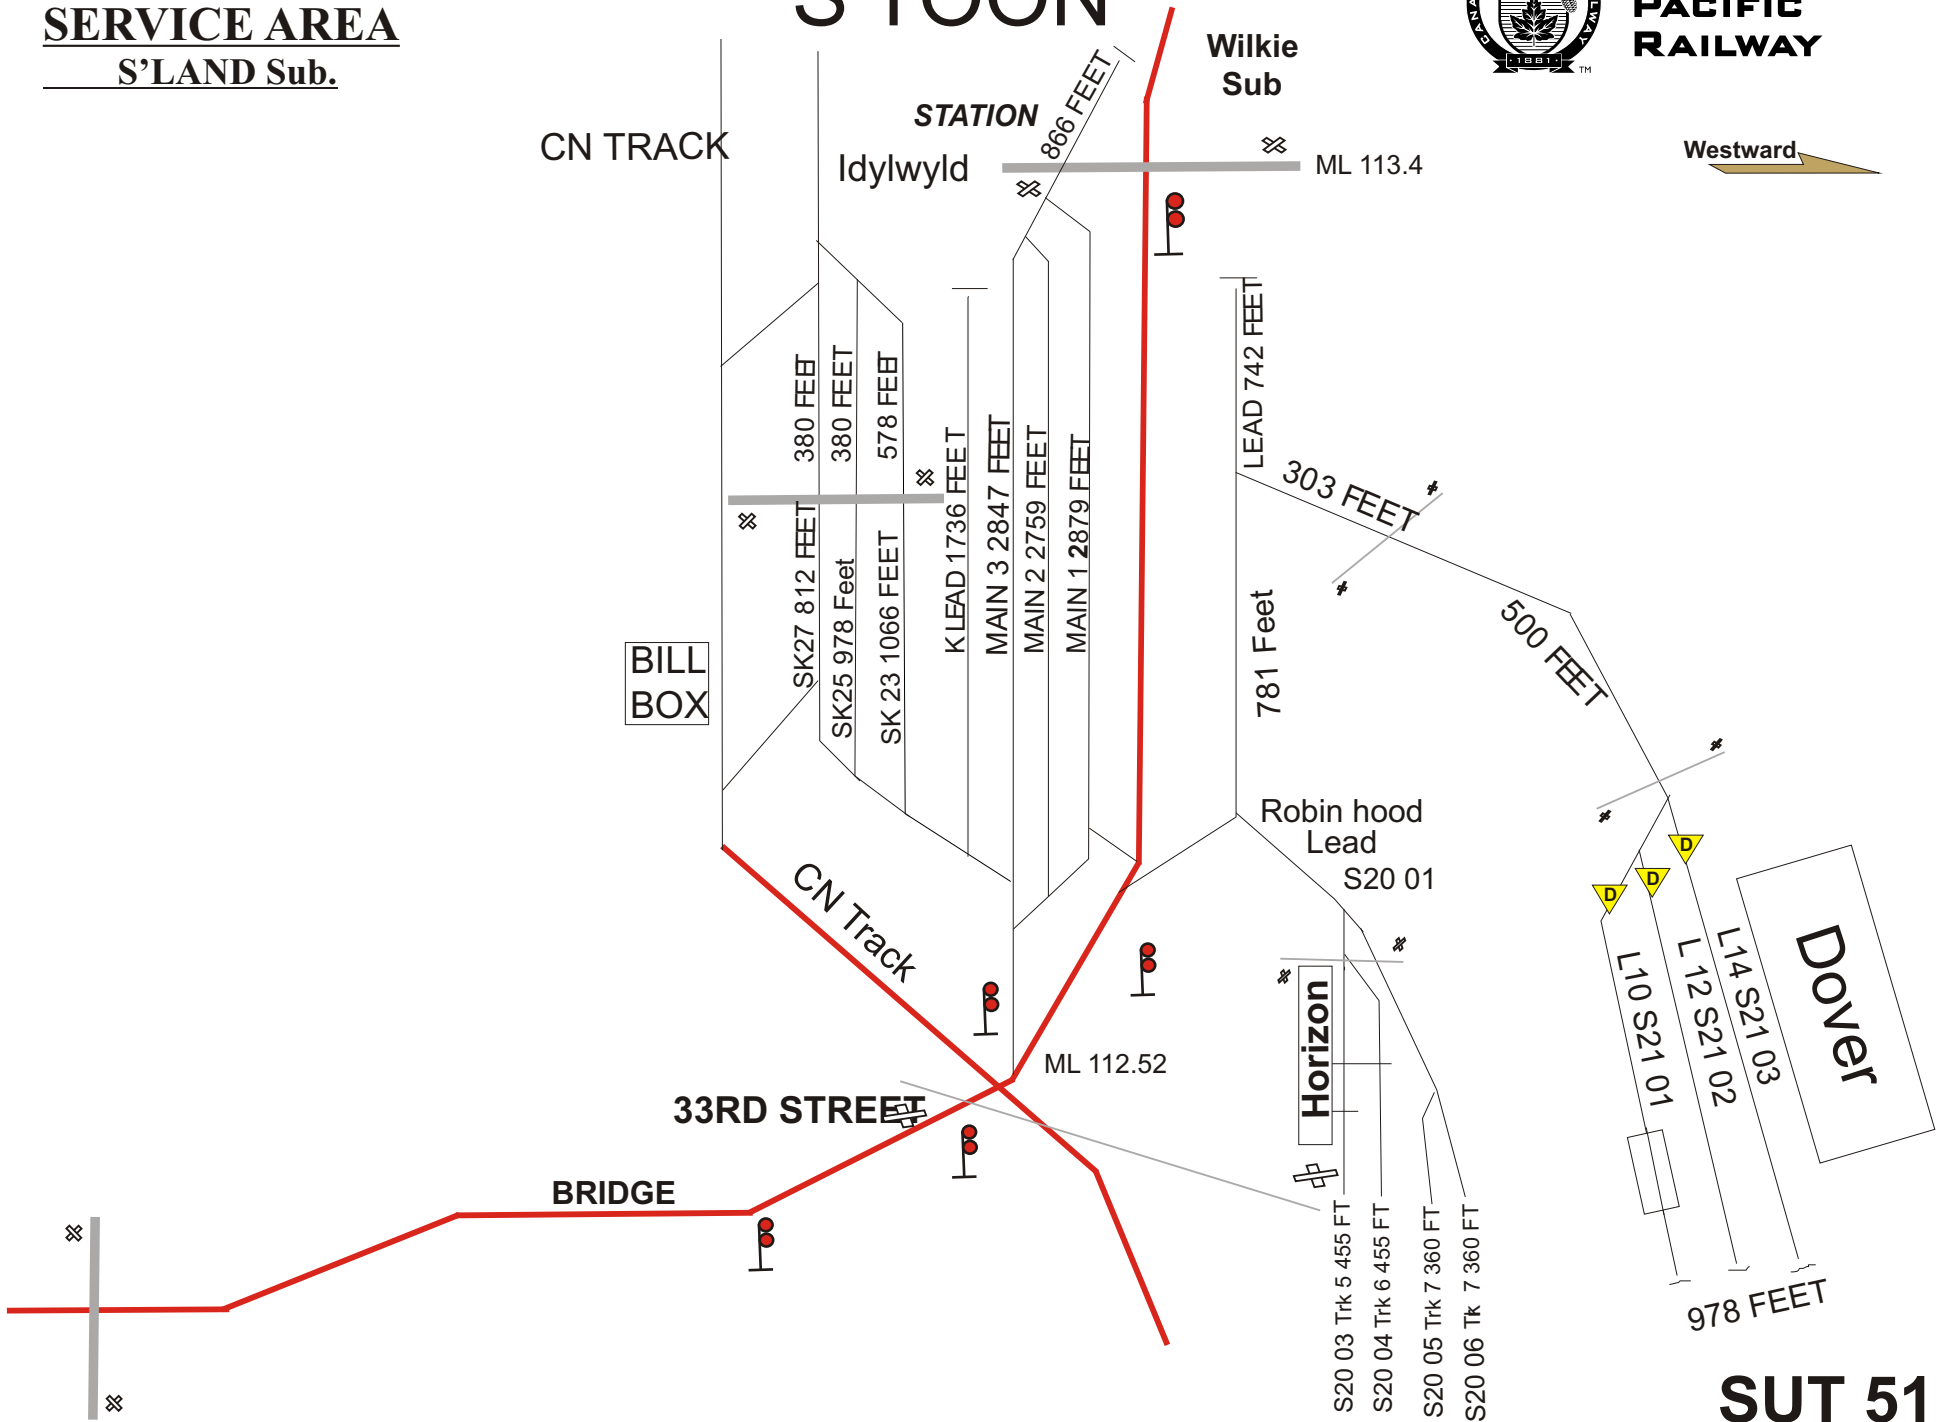 SERVICE AREA
S'LAND Sub.
S'TOON
Wilkie
Sub
PACIFIC
RAILWAY
1881
TM
Westward
CN TRACK
STATION
Idylwyld
866 FEET
ML 113.4
380 FEET
380 FEET
578 FEET
SK27 812 FEET
SK25 978 Feet
SK 23 1066 FEET
K LEAD 1736 FEET
MAIN 3 2847 FEET
MAIN 2 2759 FEET
MAIN 1 2879 FEET
LEAD 742 FEET
303 FEET
500 FEET
781 Feet
BILL
BOX
Robin hood
Lead
S20 01
CN Track
D
D
D
Dover
L10 S21 01
L 12 S21 02
L14 S21 03
978 FEET
Horizon
ML 112.52
33RD STREET
BRIDGE
S20 03 Trk 5 455 FT
S20 04 Trk 6 455 FT
S20 05 Trk 7 360 FT
S20 06 Trk 7 360 FT
SUT 51